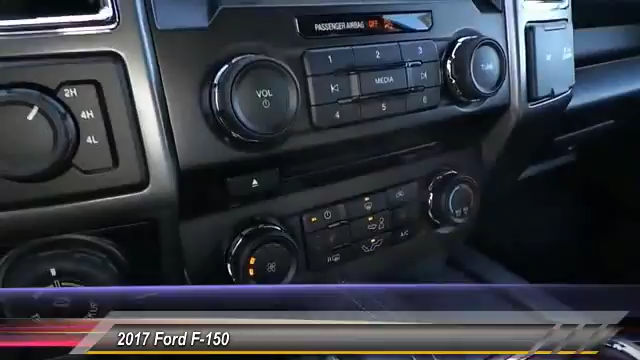 PASSENGER AIRBAG OFF
1 2 3
VOL
MEDIA
TUNE
4 5 6
2H
4H
4L
A/C
R
2017 Ford F-150